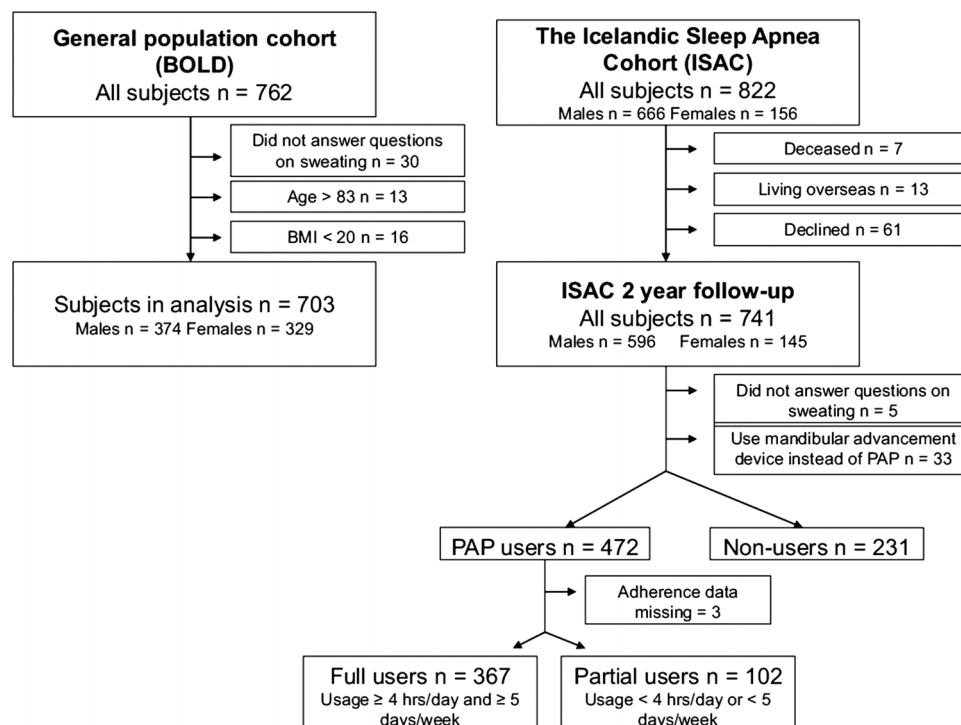 General population cohort
(BOLD)
All subjects n = 762
Did not answer questions
on sweating n = 30
Age > 83 n = 13
BMI < 20 n = 16
Subjects in analysis n = 703
Males n = 374 Females n = 329
The Icelandic Sleep Apnea
Cohort (ISAC)
All subjects n = 822
Males n = 666 Females n = 156
Deceased n = 7
Living overseas n = 13
Declined n = 61
ISAC 2 year follow-up
All subjects n = 741
Males n = 596 Females n = 145
Did not answer questions on
sweating n = 5
Use mandibular advancement
device instead of PAP n = 33
PAP users n = 472
Non-users n = 231
Adherence data
missing = 3
Full users n = 367
Usage ≥ 4 hrs/day and ≥ 5
days/week
Partial users n = 102
Usage < 4 hrs/day or < 5
days/week